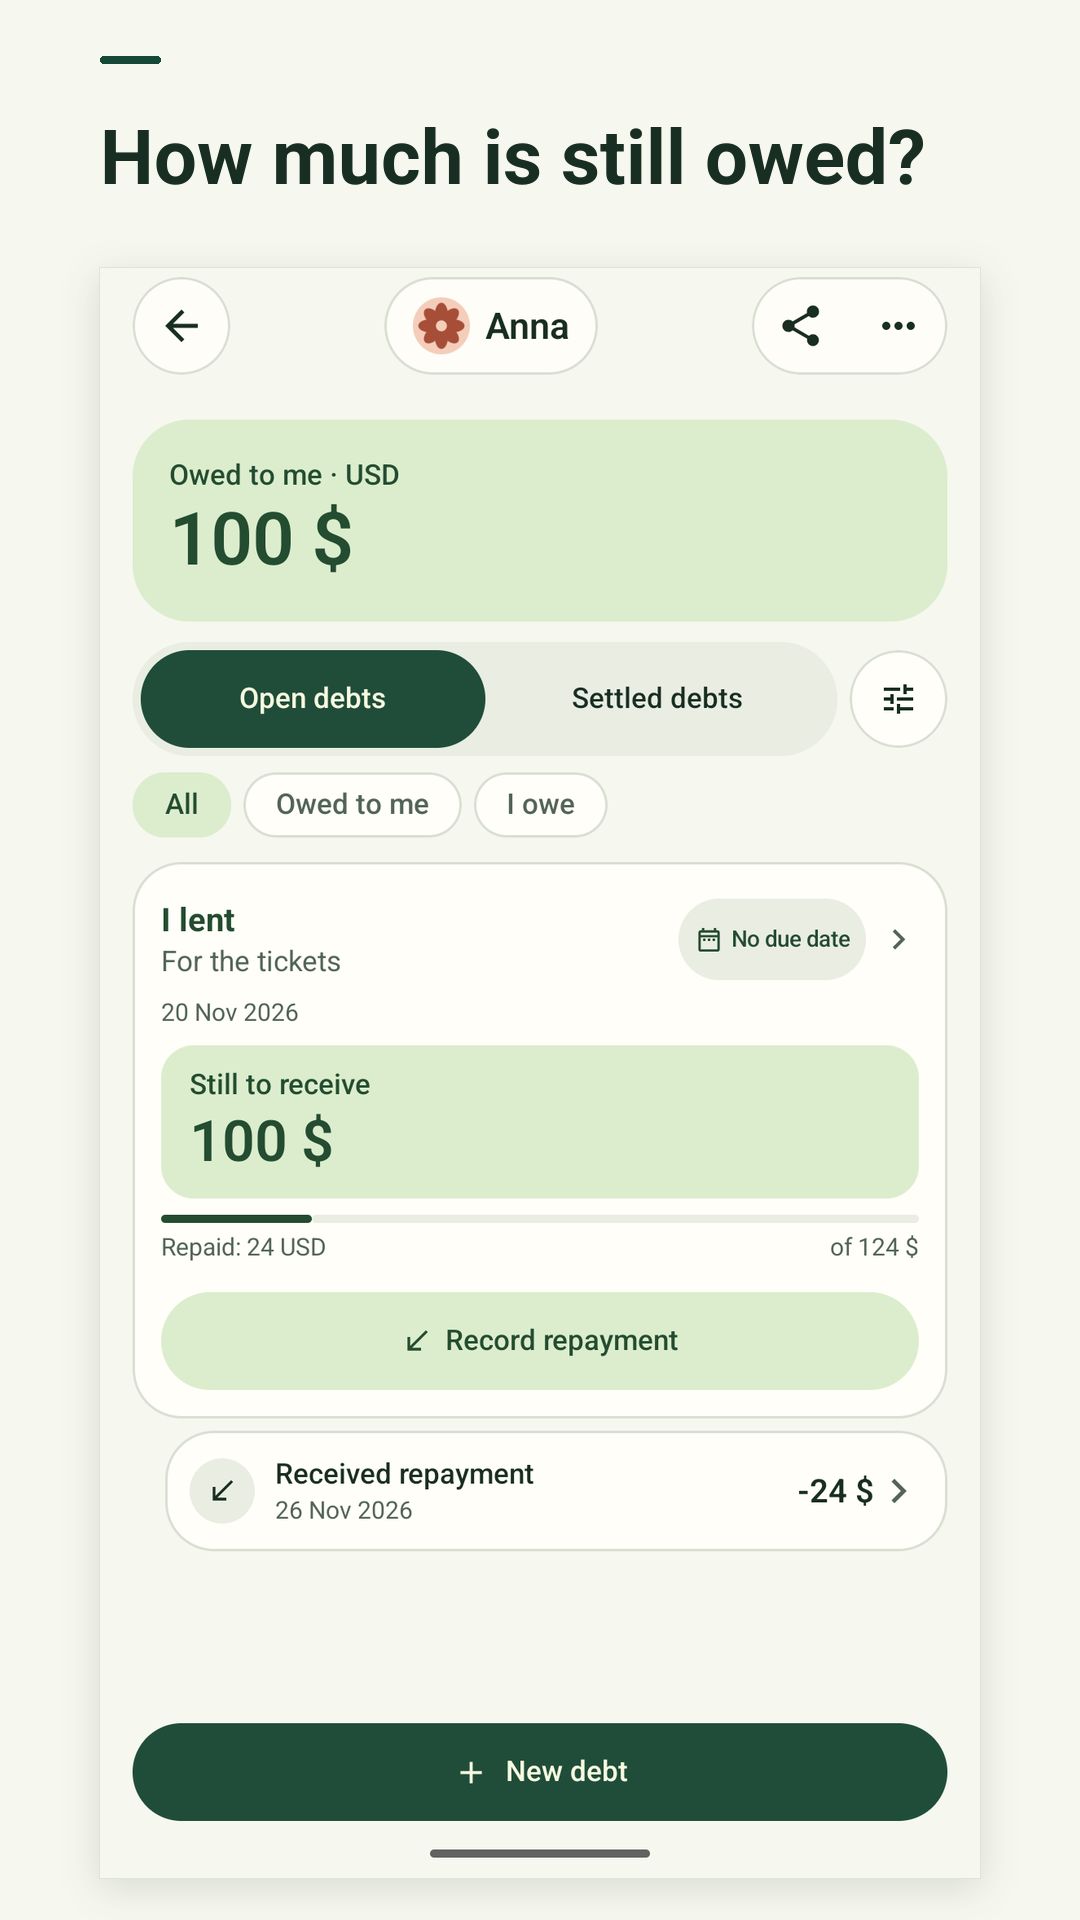 How much is still owed?
Anna
Owed to me · USD
100 $
Open debts
Settled debts
All
Owed to me
I owe
I lent
For the tickets
20 Nov 2026
No due date
Still to receive
100 $
Repaid: 24 USD
of 124 $
Record repayment
Received repayment
26 Nov 2026
-24 $
New debt